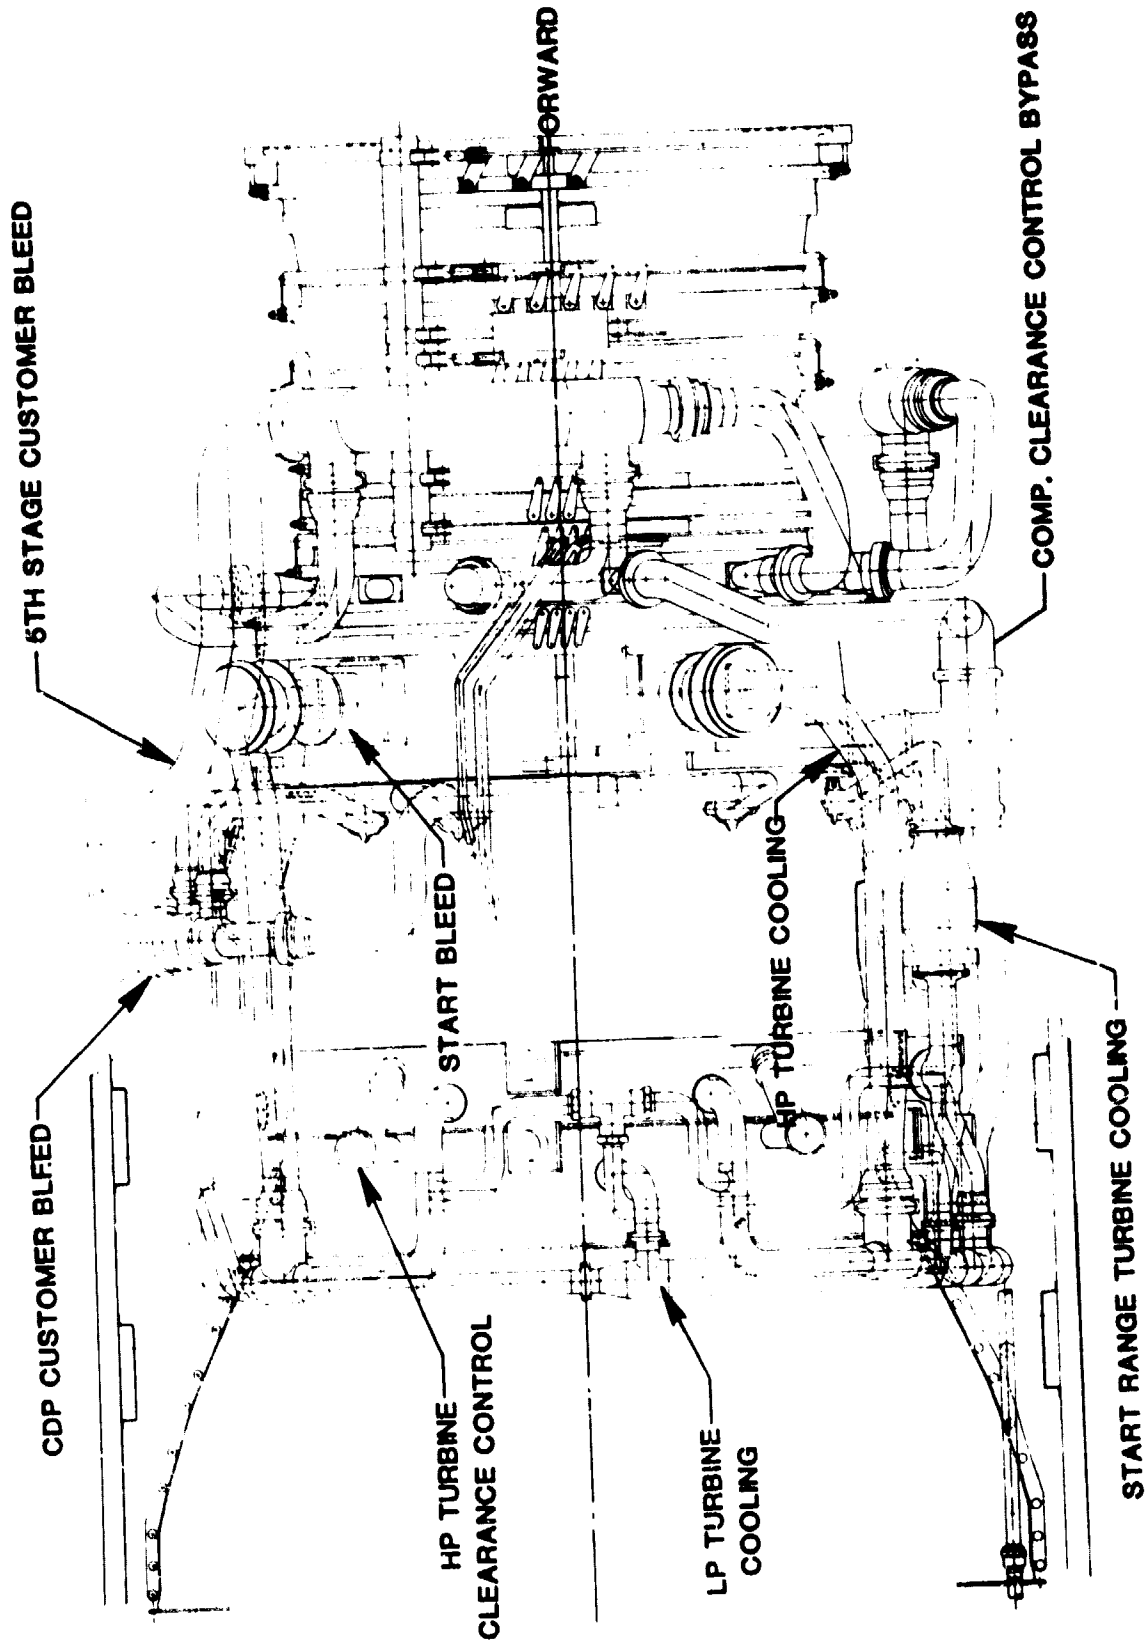 5TH STAGE CUSTOMER BLEED
CDP CUSTOMER BLEED
START BLEED
FORWARD
HP TURBINE
CLEARANCE CONTROL
LP TURBINE
COOLING
HP TURBINE COOLING
COMP. CLEARANCE CONTROL BYPASS
START RANGE TURBINE COOLING